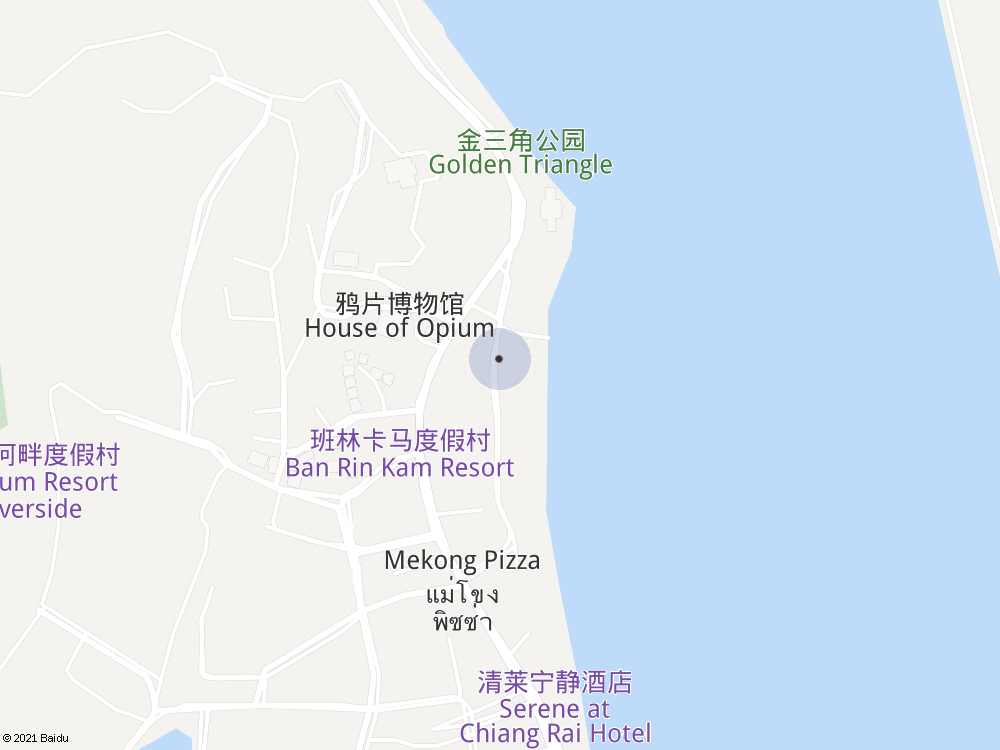 金三角公园
Golden Triangle
鸦片博物馆
House of Opium
班林卡马度假村
Ban Rin Kam Resort
河畔度假村
um Resort
verside
Mekong Pizza
แม่โขง
พิซซ่า
清莱宁静酒店
Serene at
Chiang Rai Hotel
© 2021 Baidu